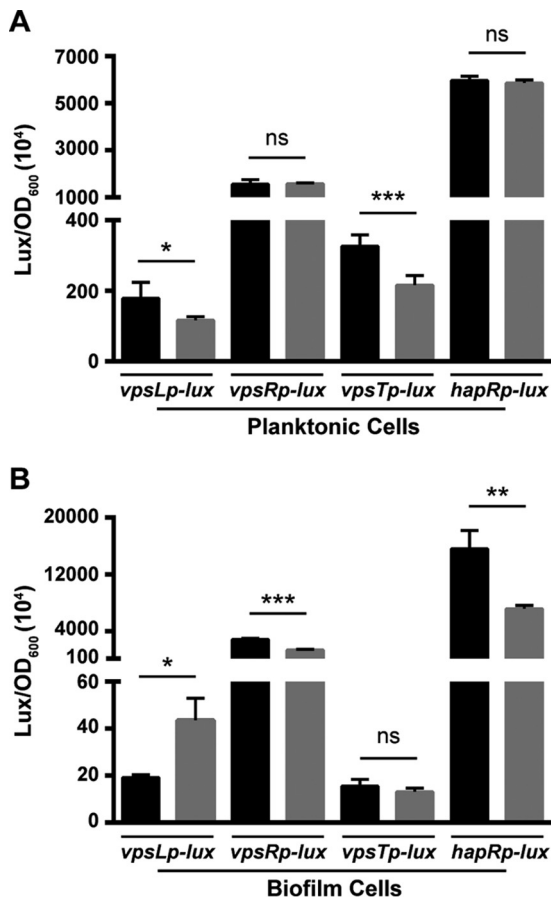 A
Lux/OD600 (10⁴)
7000
5000
3000
1000
400
200
0
*
ns
***
ns
vpsLp-lux vpsRp-lux vpsTp-lux hapRp-lux
Planktonic Cells
B
Lux/OD600 (10⁴)
20000
12000
4000
100
60
40
20
0
*
***
ns
**
vpsLp-lux vpsRp-lux vpsTp-lux hapRp-lux
Biofilm Cells